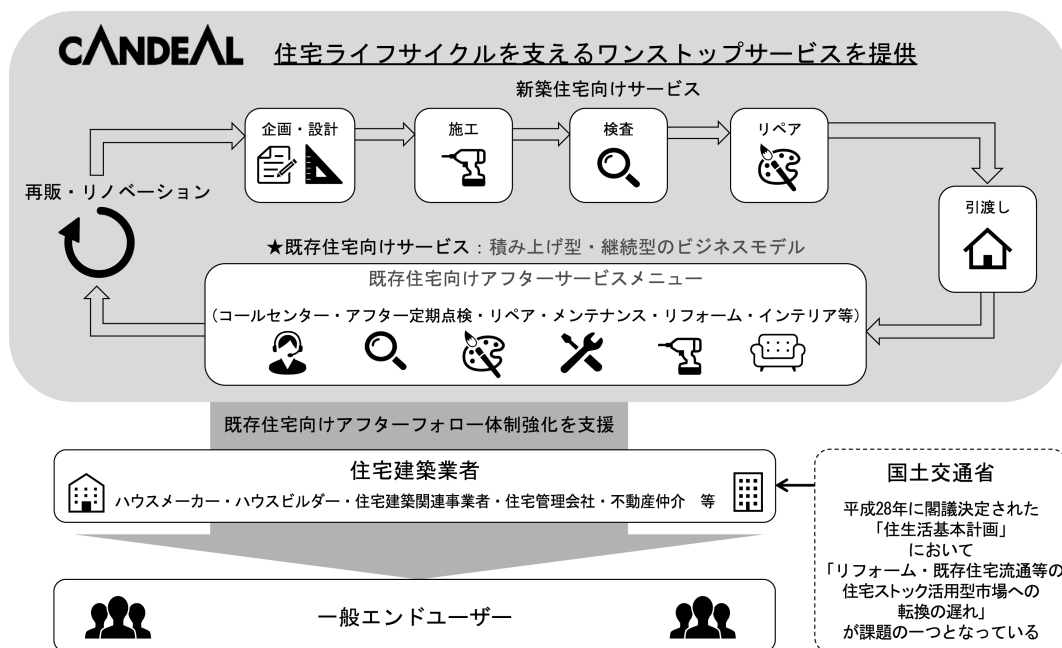 CANDEAL
住宅ライフサイクルを支えるワンストップサービスを提供
新築住宅向けサービス
企画・設計
施工
検査
リペア
再販・リノベーション
引渡し
★既存住宅向けサービス:積み上げ型・継続型のビジネスモデル
既存住宅向けアフターサービスメニュー
(コールセンター・アフター定期点検・リペア・メンテナンス・リフォーム・インテリア等)
既存住宅向けアフターフォロー体制強化を支援
住宅建築業者
ハウスメーカー・ハウスビルダー・住宅建築関連事業者・住宅管理会社・不動産仲介 等
国土交通省
平成28年に閣議決定された
「住生活基本計画」
において
「リフォーム・既存住宅流通等の
住宅ストック活用型市場への
転換の遅れ」
が課題の一つとなっている
一般エンドユーザー